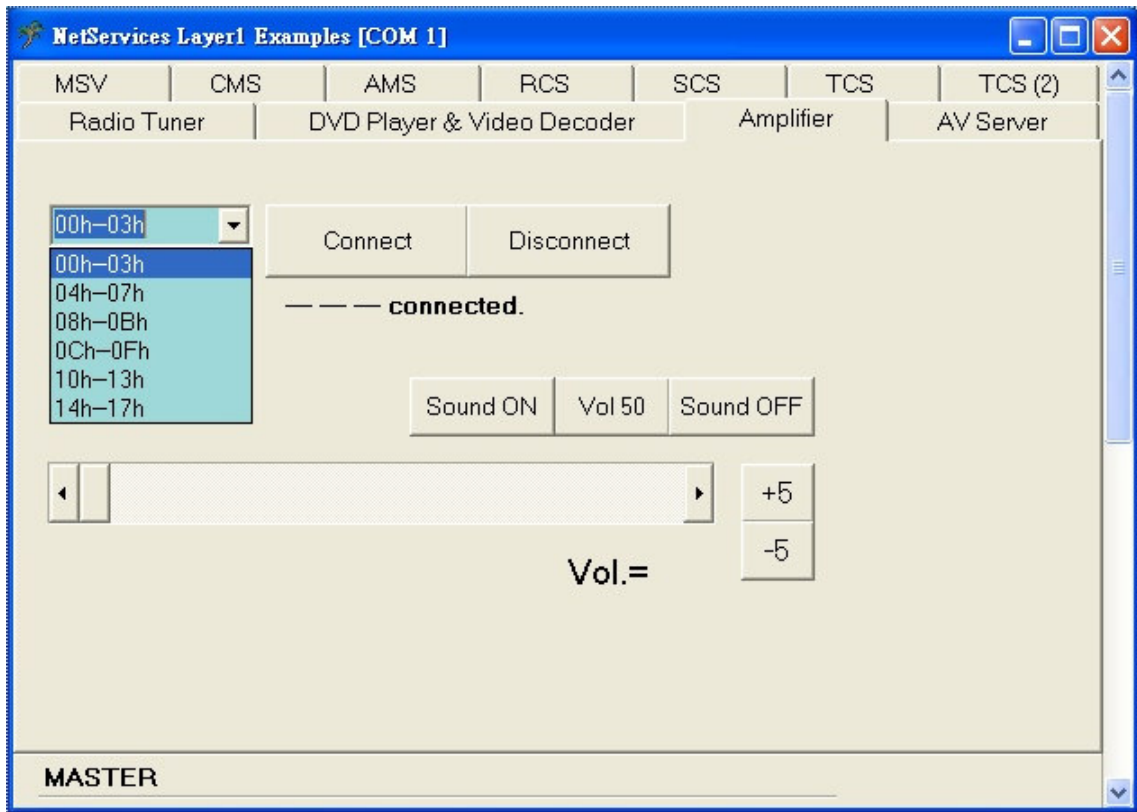 NetServices Layer1 Examples [COM 1]
MSV CMS AMS RCS SCS TCS TCS (2)
Radio Tuner DVD Player & Video Decoder Amplifier AV Server
00h—03h Connect Disconnect
00h—03h
04h—07h
— — — connected.
08h—0Bh
0Ch—0Fh
10h—13h
14h—17h
Sound ON Vol 50 Sound OFF
+5
-5
Vol.=
MASTER